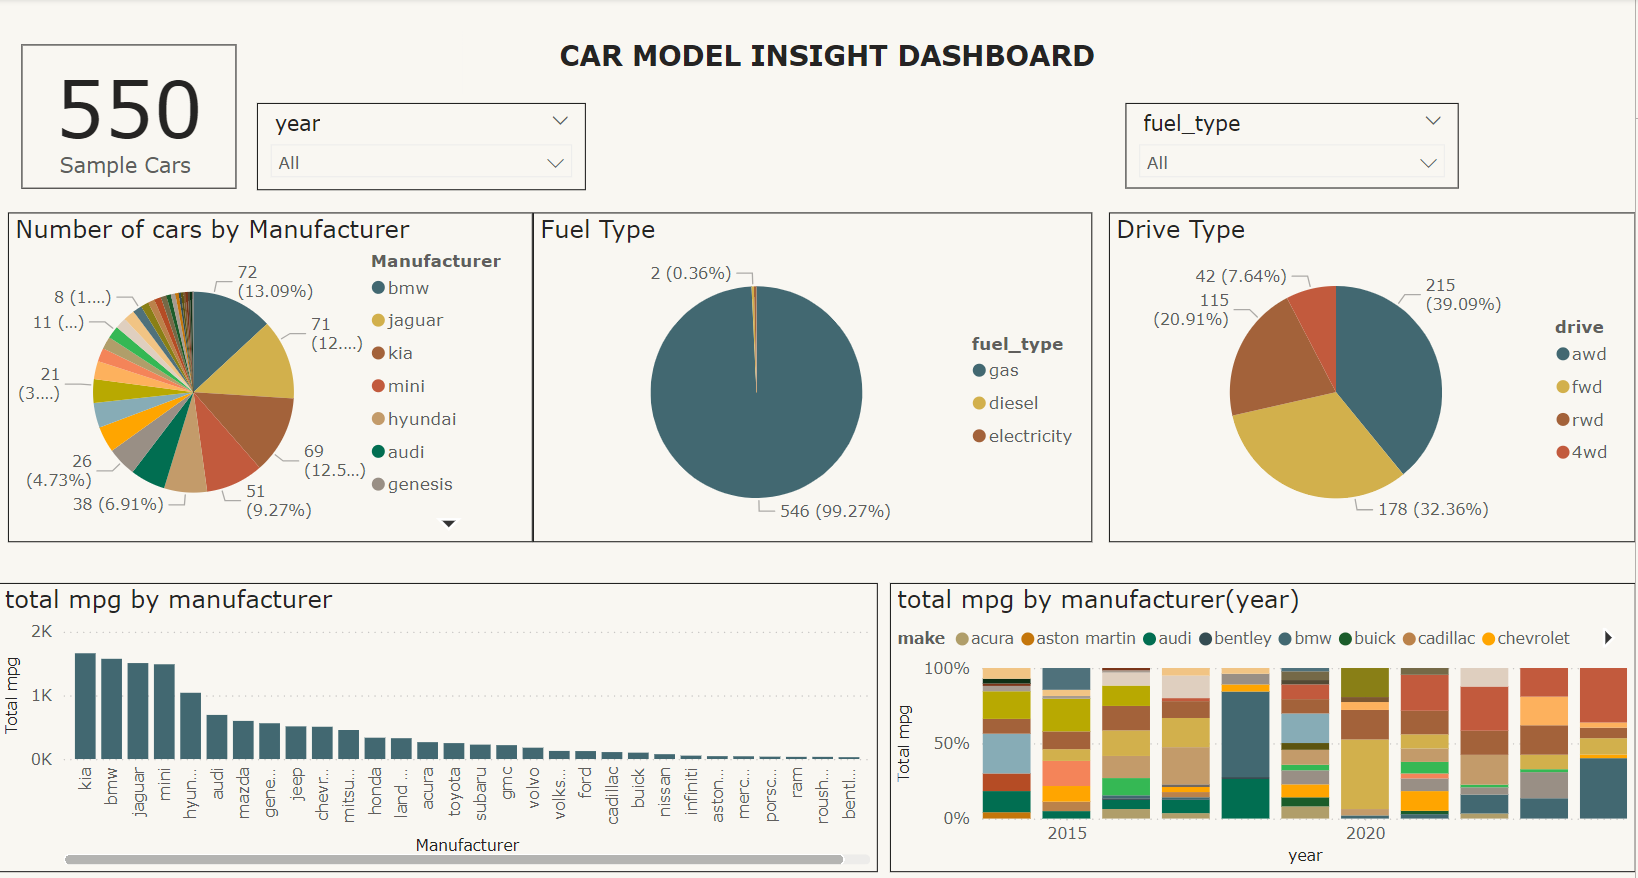 CAR MODEL INSIGHT DASHBOARD
550
Sample Cars
year
All
fuel_type
All
Number of cars by Manufacturer
72
(13.09%)
71
(12....)
69
(12.5...)
51
(9.27%)
38 (6.91%)
26
(4.73%)
21
(3....)
11 (...)
8 (1....)
Manufacturer
bmw
jaguar
kia
mini
hyundai
audi
genesis
Fuel Type
2 (0.36%)
546 (99.27%)
fuel_type
gas
diesel
electricity
Drive Type
42 (7.64%)
115
(20.91%)
215
(39.09%)
178 (32.36%)
drive
awd
fwd
rwd
4wd
total mpg by manufacturer
Total mpg
2K
1K
0K
kia
bmw
jaguar
mini
hyun...
audi
mazda
gene...
jeep
chevr...
mitsu...
honda
land ...
acura
toyota
subaru
gmc
volvo
volks...
ford
cadillac
buick
nissan
infiniti
aston...
merc...
porsc...
ram
roush...
bentl...
Manufacturer
total mpg by manufacturer(year)
make acura aston martin audi bentley bmw buick cadillac chevrolet
Total mpg
100%
50%
0%
2015
2020
year